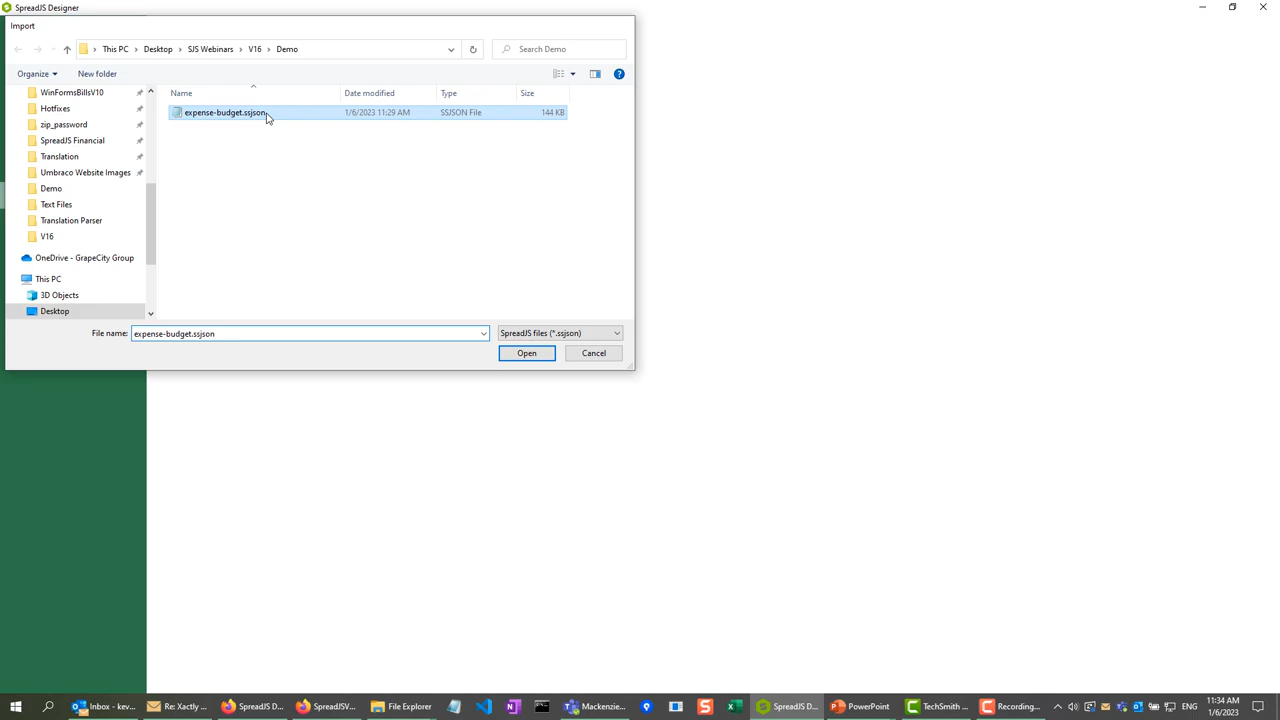 SpreadJS Designer
Import
This PC
Desktop
SJS Webinars
V16
Demo
Search Demo
Organize
New folder
Name
Date modified
Type
Size
expense-budget.ssjson
1/6/2023 11:29 AM
SSJSON File
144 KB
WinFormsBillsV10
Hotfixes
zip_password
SpreadJS Financial
Translation
Umbraco Website Images
Demo
Text Files
Translation Parser
V16
OneDrive - GrapeCity Group
This PC
3D Objects
Desktop
File name:
expense-budget.ssjson
SpreadJS files (*.ssjson)
Open
Cancel
Inbox - kev...
Re: Xactly ...
SpreadJS D...
SpreadJSV...
File Explorer
Mackenzie...
SpreadJS D...
PowerPoint
TechSmith ...
Recording...
ENG
11:34 AM
1/6/2023